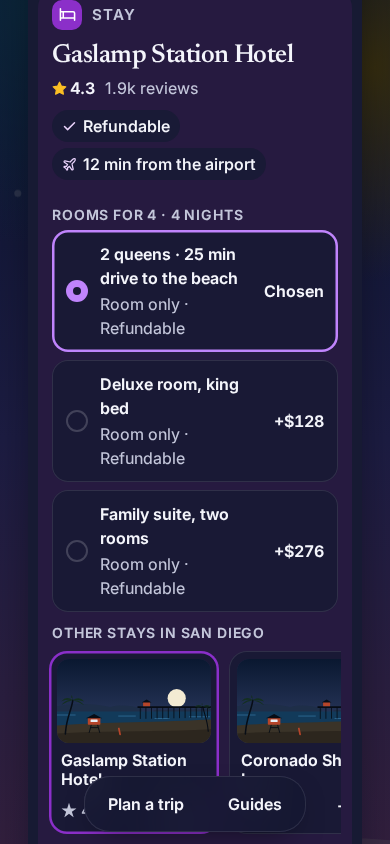 STAY
Gaslamp Station Hotel
4.3 1.9k reviews
Refundable
12 min from the airport
ROOMS FOR 4 · 4 NIGHTS
2 queens · 25 min
drive to the beach
Room only ·
Refundable
Chosen
Deluxe room, king
bed
Room only ·
Refundable
+$128
Family suite, two
rooms
Room only ·
Refundable
+$276
OTHER STAYS IN SAN DIEGO
Gaslamp Station
Hotel
Coronado Sh
Plan a trip
Guides